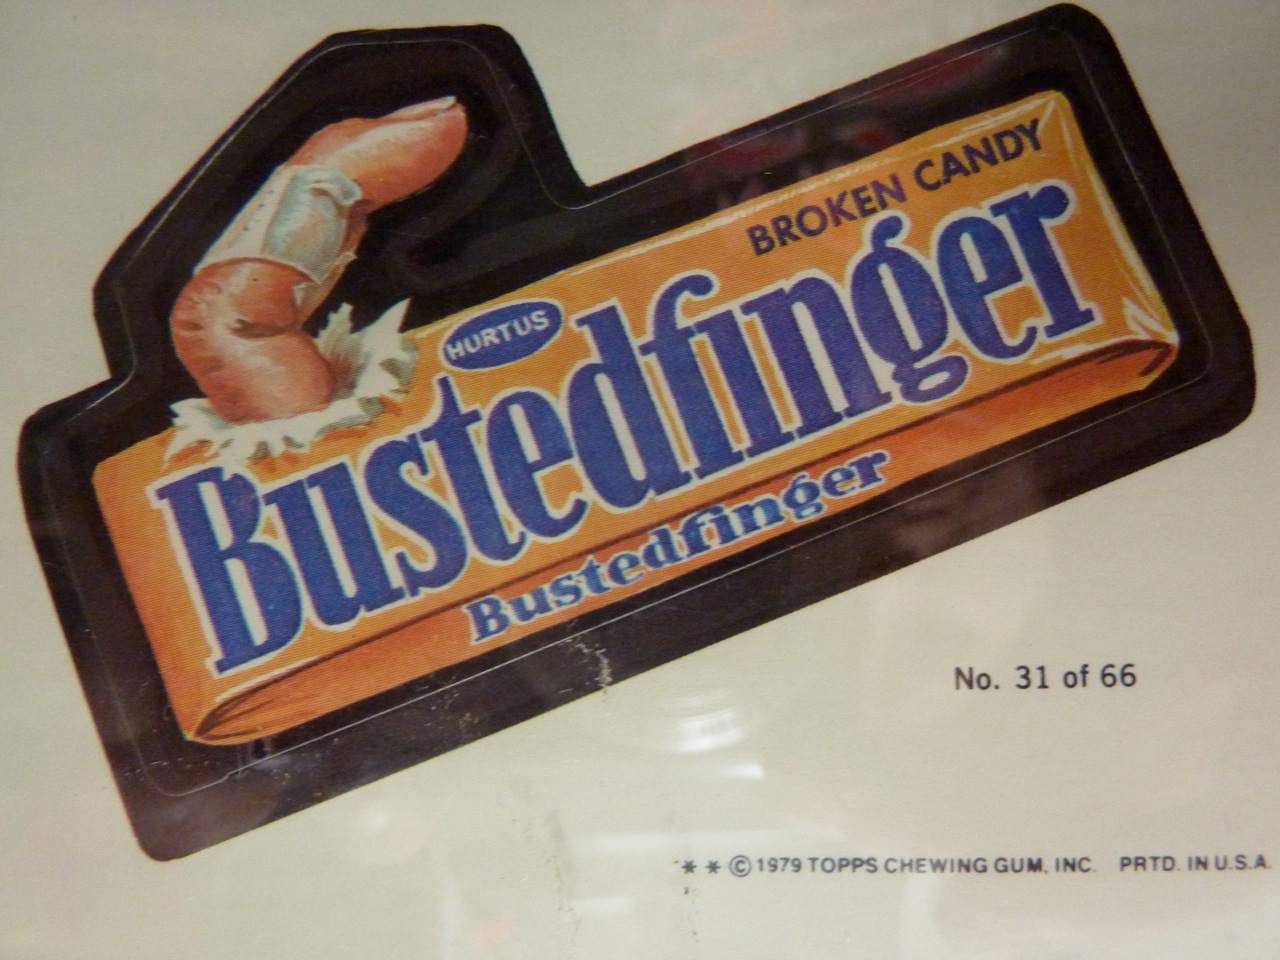 BROKEN CANDY
HURTUS
Bustedfinger
Bustedfinger
No. 31 of 66
** © 1979 TOPPS CHEWING GUM, INC. PRTD. IN U.S.A.